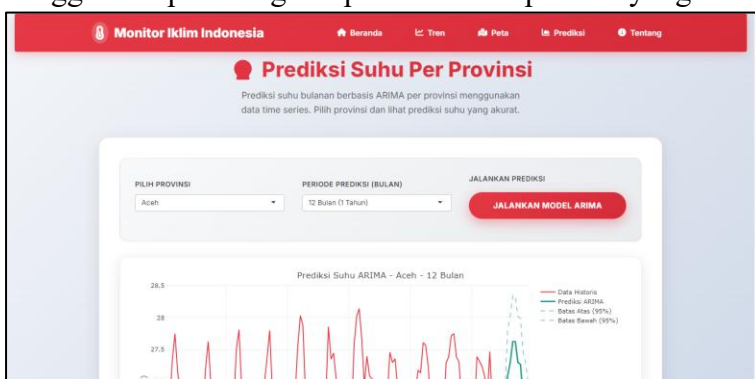 Monitor Iklim Indonesia
Beranda
Tren
Peta
Prediksi
Tentang
Prediksi Suhu Per Provinsi
Prediksi suhu bulanan berbasis ARIMA per provinsi menggunakan
data time series. Pilih provinsi dan lihat prediksi suhu yang akurat.
PILIH PROVINSI
Aceh
PERIODE PREDIKSI (BULAN)
12 Bulan (1 Tahun)
JALANKAN PREDIKSI
JALANKAN MODEL ARIMA
Prediksi Suhu ARIMA - Aceh - 12 Bulan
28.5
28
27.5
Data Historis
Prediksi ARIMA
Batas Atas (95%)
Batas Bawah (95%)